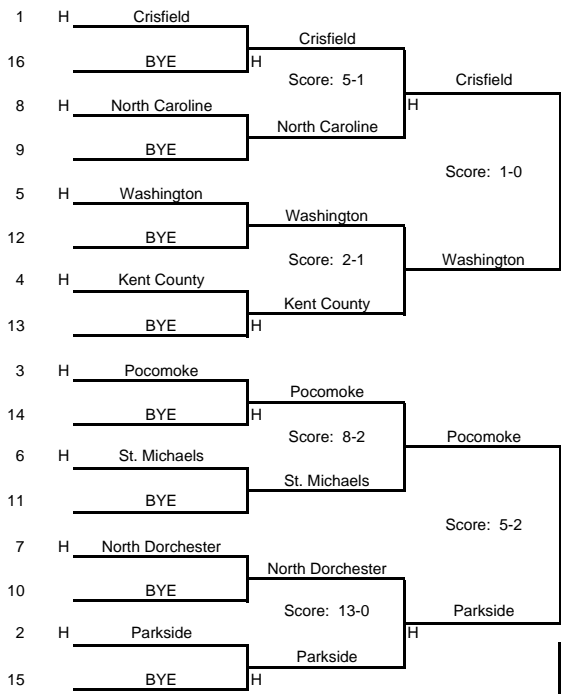 1 H Crisfield
Crisfield
16 BYE H
Score: 5-1 Crisfield
8 H North Caroline H
North Caroline
9 BYE
Score: 1-0
5 H Washington
Washington
12 BYE
Score: 2-1 Washington
4 H Kent County
Kent County
13 BYE H
3 H Pocomoke
Pocomoke
14 BYE H
Score: 8-2 Pocomoke
6 H St. Michaels
St. Michaels
11 BYE
Score: 5-2
7 H North Dorchester
North Dorchester
10 BYE
Score: 13-0 Parkside
2 H Parkside H
Parkside
15 BYE H